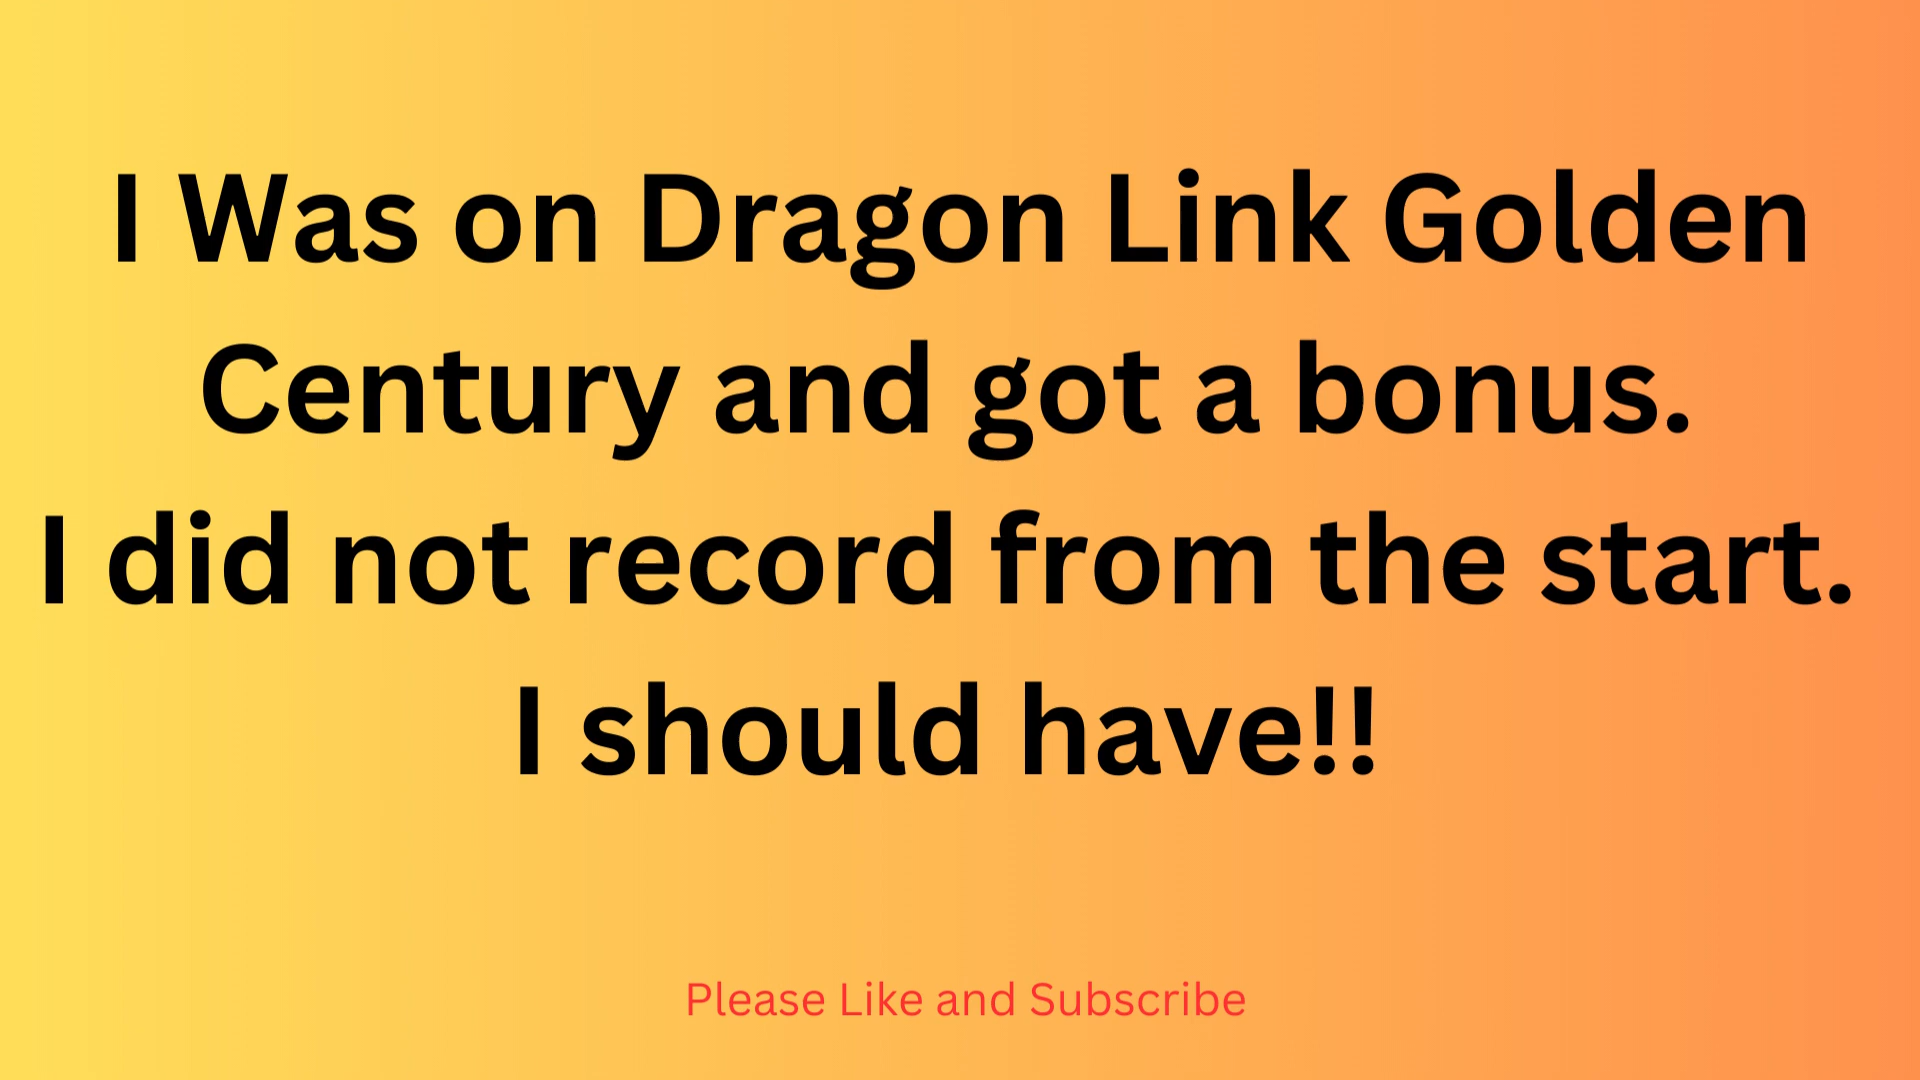 I Was on Dragon Link Golden
Century and got a bonus.
I did not record from the start.
I should have!!
Please Like and Subscribe